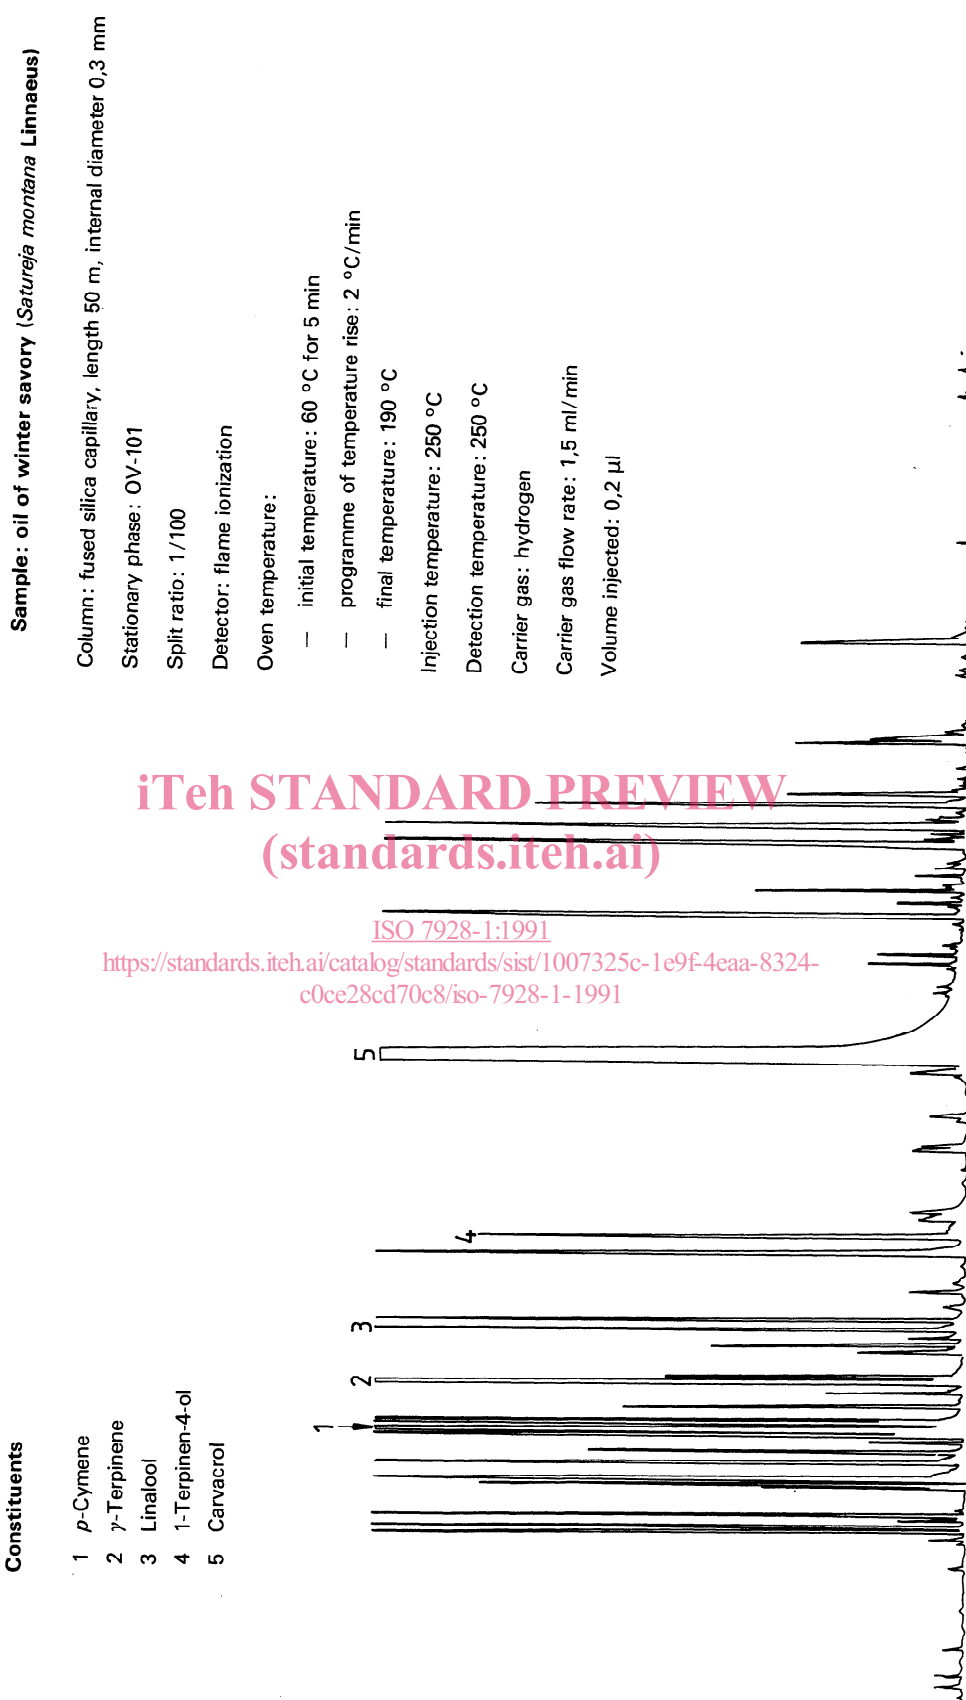 Sample: oil of winter savory (Satureja montana Linnaeus)
Column: fused silica capillary, length 50 m, internal diameter 0,3 mm
Stationary phase: OV-101
Split ratio: 1/100
Detector: flame ionization
Oven temperature:
— initial temperature: 60 °C for 5 min
— programme of temperature rise: 2 °C/min
— final temperature: 190 °C
Injection temperature: 250 °C
Detection temperature: 250 °C
Carrier gas: hydrogen
Carrier gas flow rate: 1,5 ml/min
Volume injected: 0,2 µl
Constituents
1 p-Cymene
2 γ-Terpinene
3 Linalool
4 1-Terpinen-4-ol
5 Carvacrol
1
2
3
4
5
iTeh STANDARD PREVIEW
(standards.iteh.ai)
ISO 7928-1:1991
https://standards.iteh.ai/catalog/standards/sist/1007325c-1e9f-4eaa-8324-
c0ce28cd70c8/iso-7928-1-1991